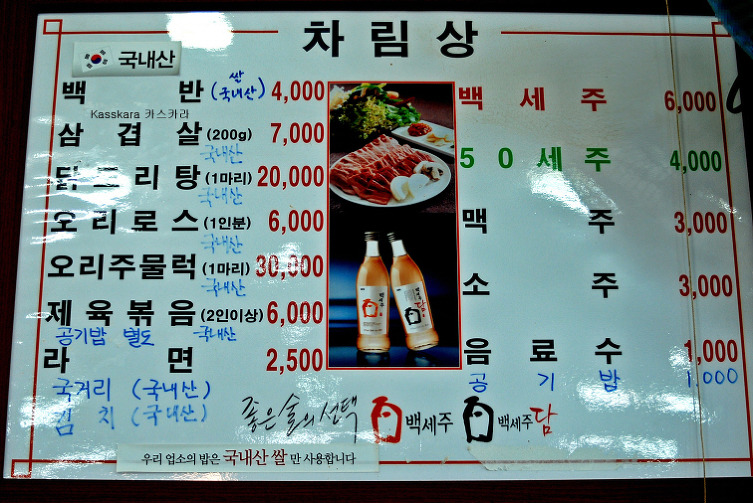 차림상
국내산
백 반 (쌀 국내산) 4,000
Kasskara 카스카라
삼 겹 살 (200g) 7,000
국내산
닭도리탕 (1마리) 20,000
국내산
오리로스 (1인분) 6,000
국내산
오리주물럭 (1마리) 30,000
국내산
제육볶음 (2인이상) 6,000
공기밥 별도 국내산
라 면 2,500
국거리 (국내산)
김 치 (국내산)
백 세 주 6,000
5 0 세 주 4,000
맥 주 3,000
소 주 3,000
음 료 수 1,000
공 기 밥 1,000
백세주
백세주담
좋은술의선택 백세주 백세주담
우리 업소의 밥은 국내산 쌀만 사용합니다